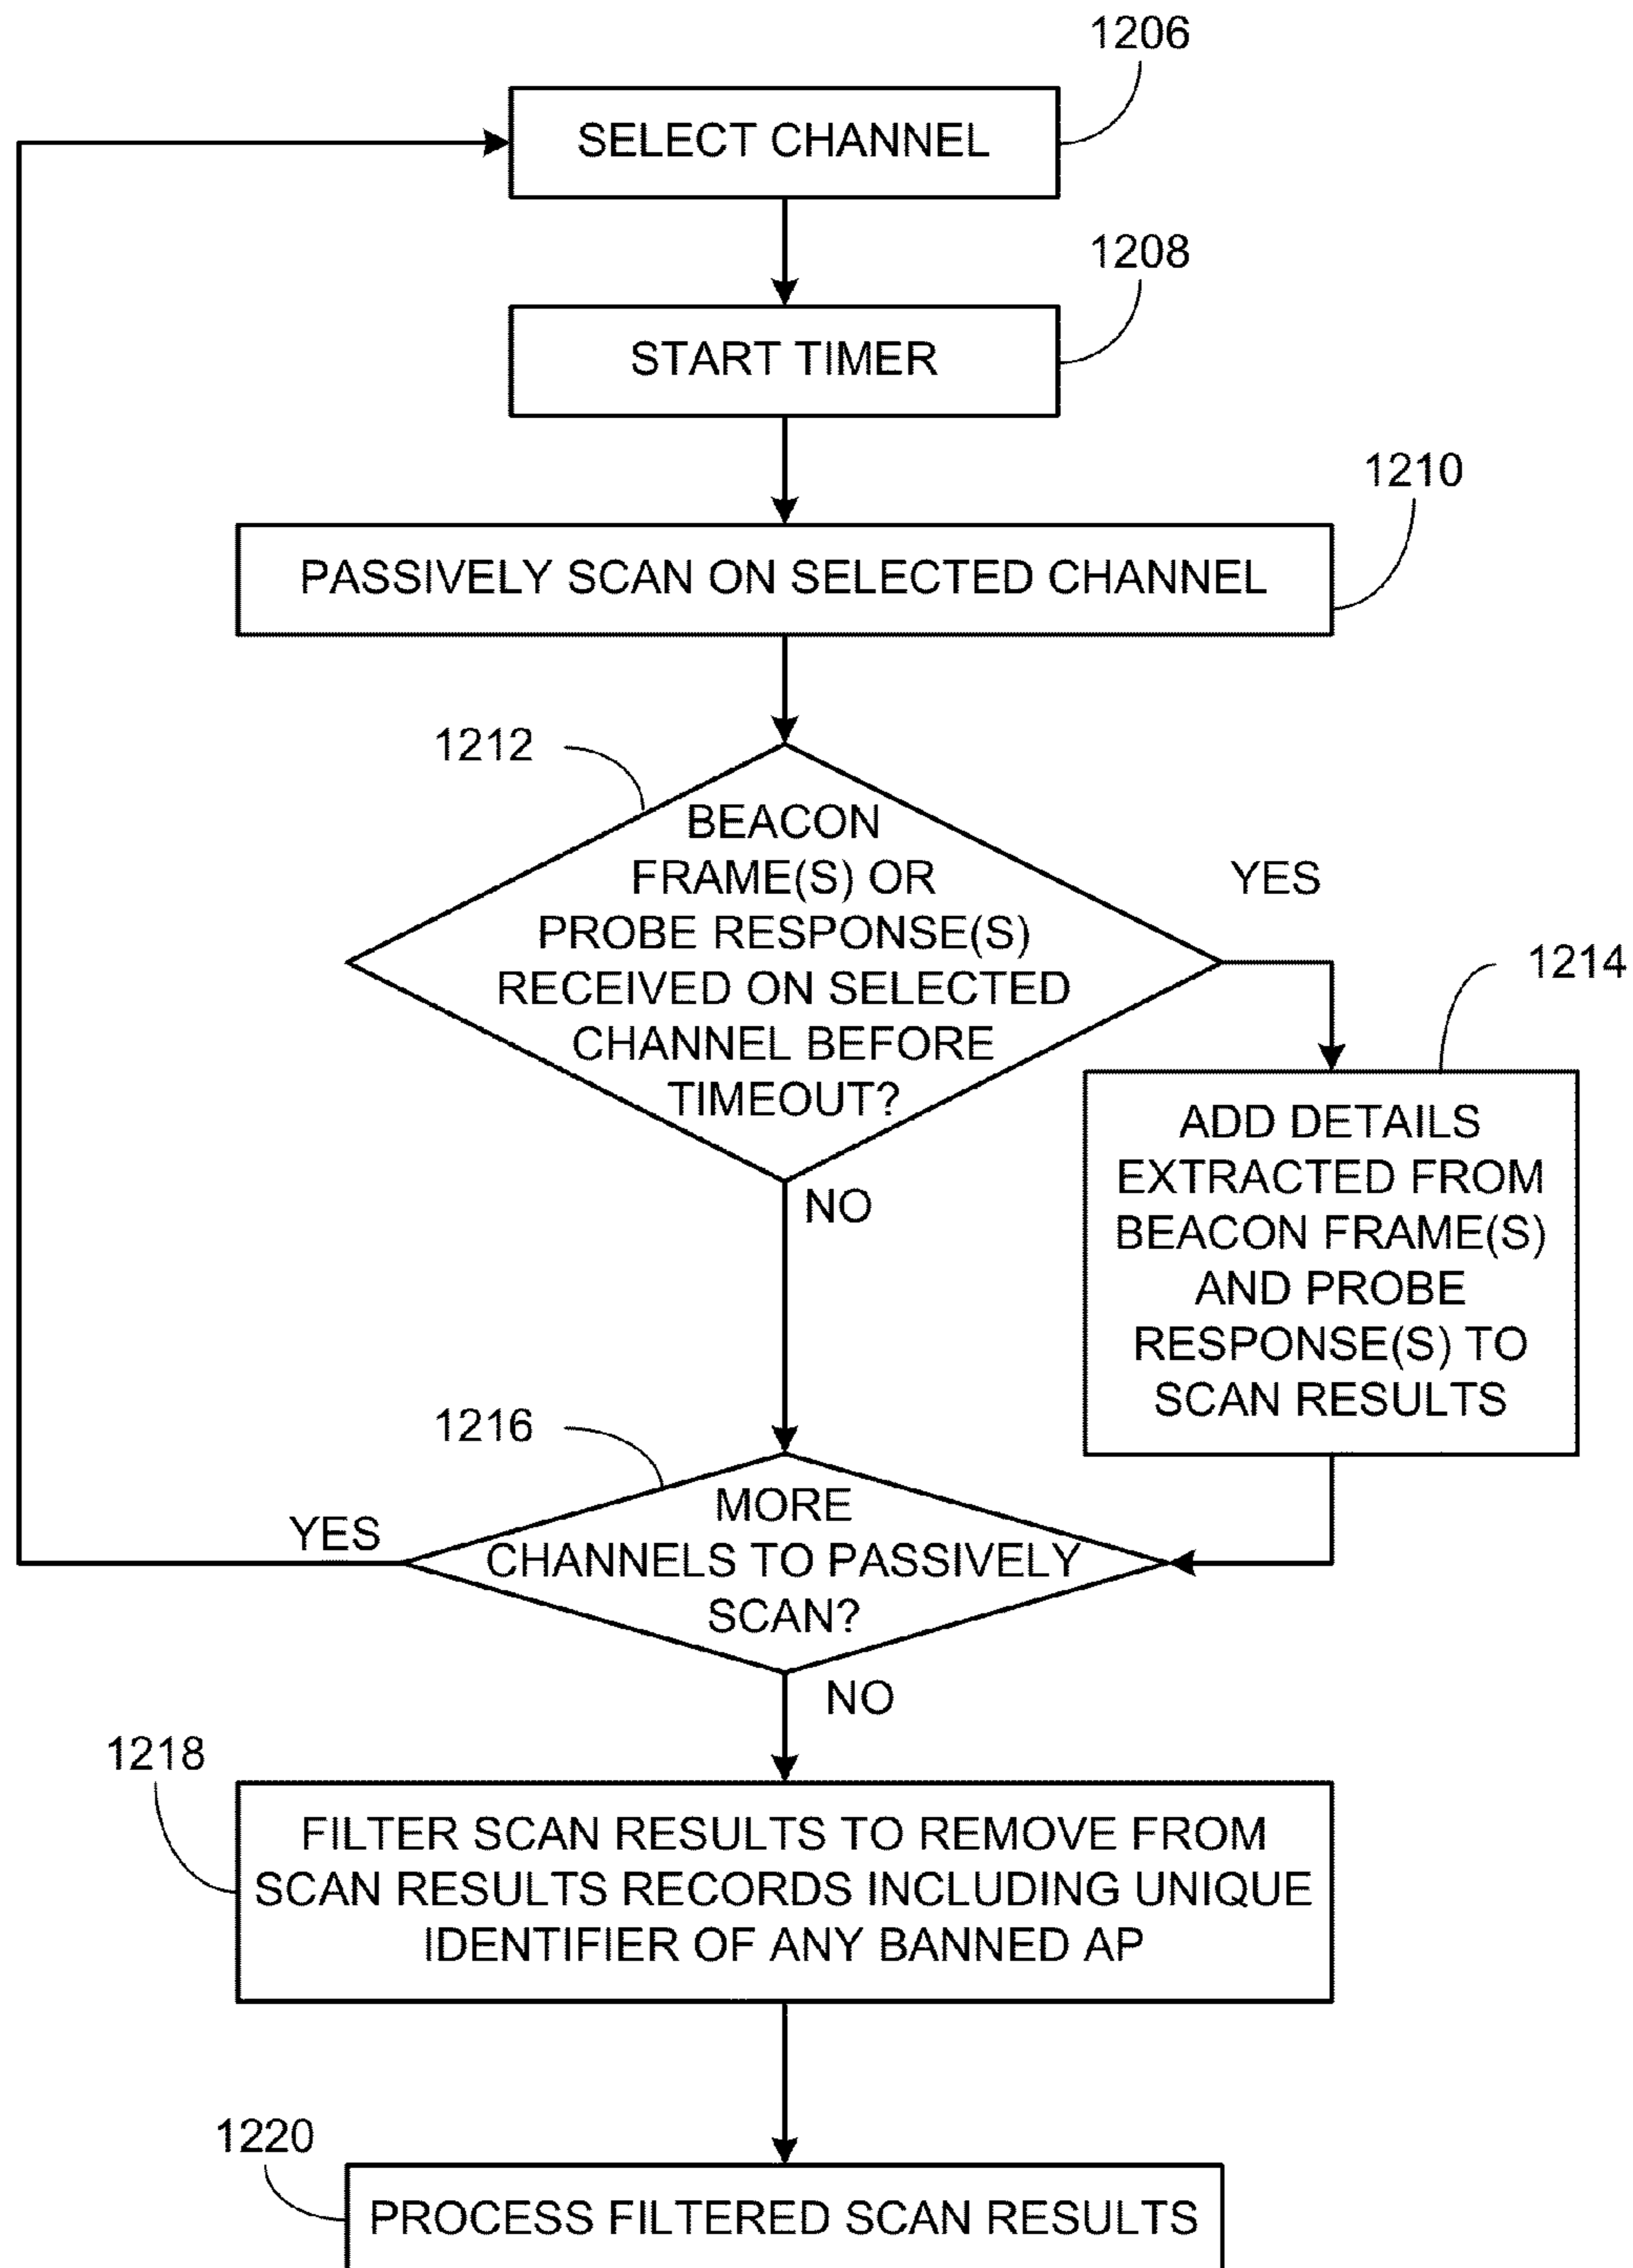 1206
SELECT CHANNEL
1208
START TIMER
1210
PASSIVELY SCAN ON SELECTED CHANNEL
1212
BEACON
FRAME(S) OR
PROBE RESPONSE(S)
RECEIVED ON SELECTED
CHANNEL BEFORE
TIMEOUT?
YES
1214
ADD DETAILS
EXTRACTED FROM
BEACON FRAME(S)
AND PROBE
RESPONSE(S) TO
SCAN RESULTS
NO
1216
MORE
CHANNELS TO PASSIVELY
SCAN?
YES
NO
1218
FILTER SCAN RESULTS TO REMOVE FROM
SCAN RESULTS RECORDS INCLUDING UNIQUE
IDENTIFIER OF ANY BANNED AP
1220
PROCESS FILTERED SCAN RESULTS